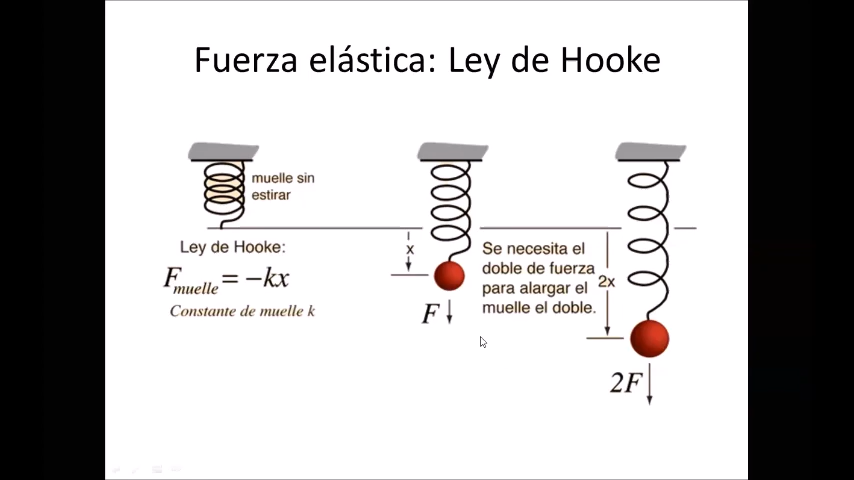 Fuerza elástica: Ley de Hooke
muelle sin
estirar
Ley de Hooke:
Fmuelle = −kx
Constante de muelle k
x
F
Se necesita el
doble de fuerza
para alargar el
muelle el doble.
2x
2F